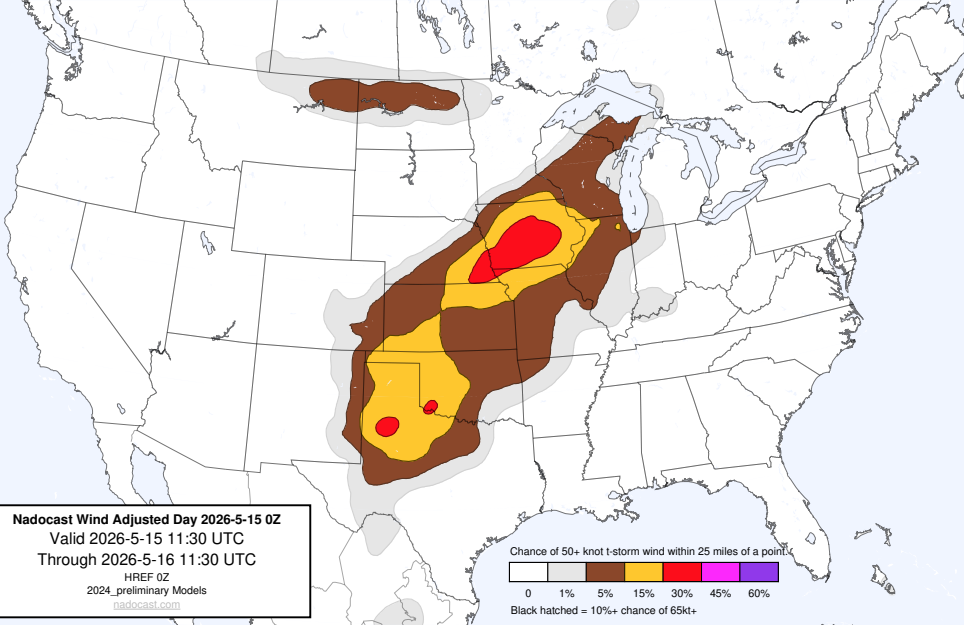 Nadocast Wind Adjusted Day 2026-5-15 0Z
Valid 2026-5-15 11:30 UTC
Through 2026-5-16 11:30 UTC
HREF 0Z
2024_preliminary Models
nadocast.com
Chance of 50+ knot t-storm wind within 25 miles of a point.
0 1% 5% 15% 30% 45% 60%
Black hatched = 10%+ chance of 65kt+